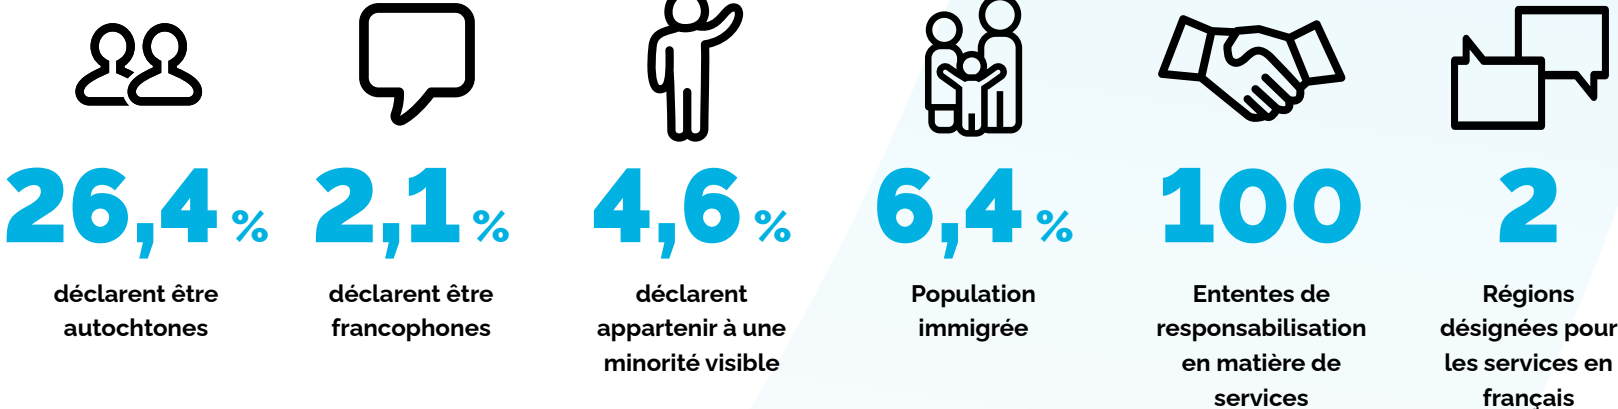 26,4 %
déclarent être
autochtones
2,1 %
déclarent être
francophones
4,6 %
déclarent
appartenir à une
minorité visible
6,4 %
Population
immigrée
100
Ententes de
responsabilisation
en matière de
services
2
Régions
désignées pour
les services en
français